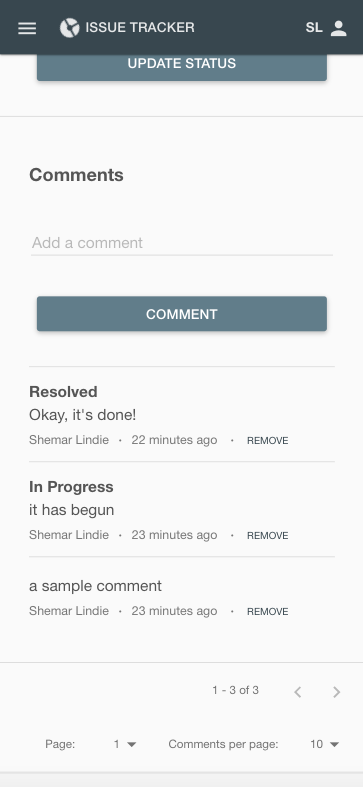 ISSUE TRACKER SL
UPDATE STATUS
Comments
Add a comment
COMMENT
Resolved
Okay, it's done!
Shemar Lindie · 22 minutes ago · REMOVE
In Progress
it has begun
Shemar Lindie · 23 minutes ago · REMOVE
a sample comment
Shemar Lindie · 23 minutes ago · REMOVE
1 - 3 of 3
Page: 1 Comments per page: 10